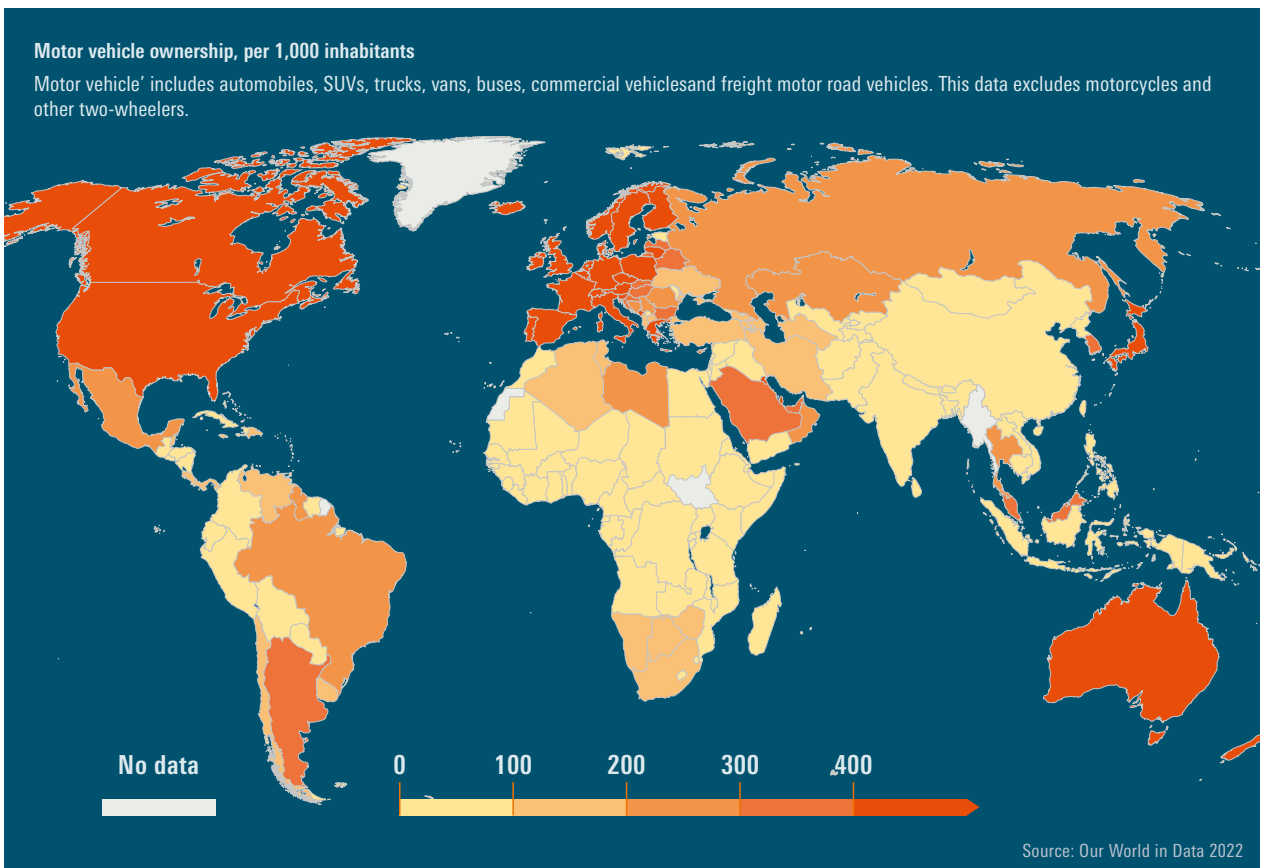 Motor vehicle ownership, per 1,000 inhabitants
Motor vehicle’ includes automobiles, SUVs, trucks, vans, buses, commercial vehiclesand freight motor road vehicles. This data excludes motorcycles and
other two-wheelers.
No data
0 100 200 300 400
Source: Our World in Data 2022